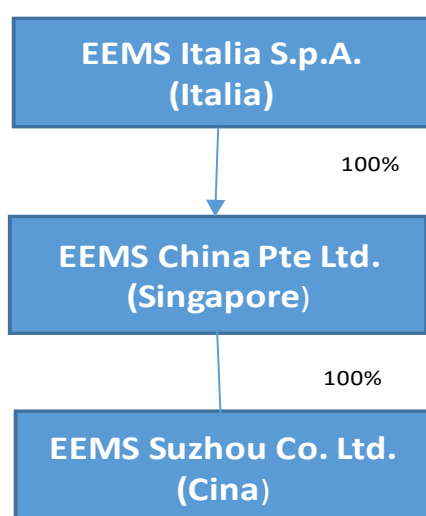 EEMS Italia S.p.A.
(Italia)
100%
EEMS China Pte Ltd.
(Singapore)
100%
EEMS Suzhou Co. Ltd.
(Cina)